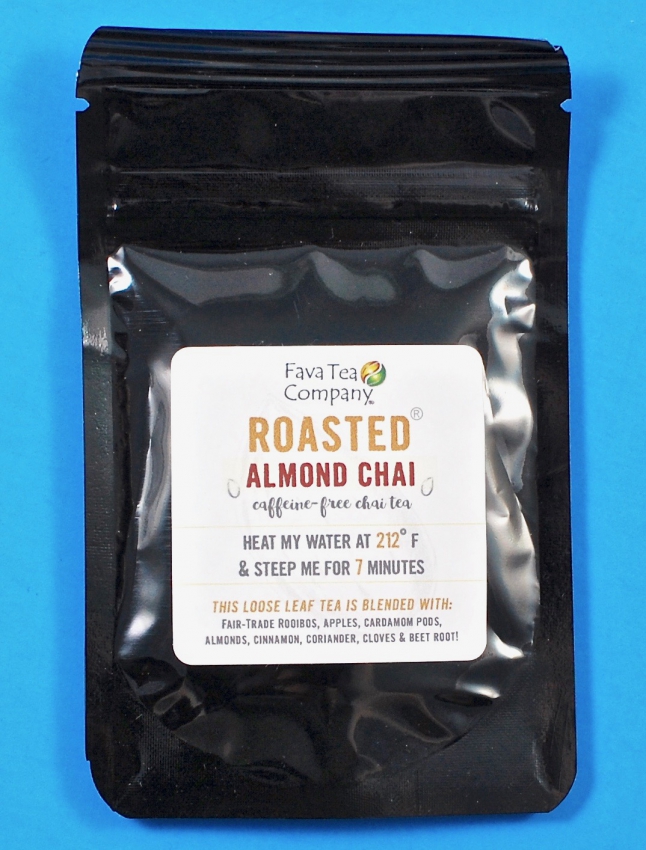 Fava Tea
Company®
ROASTED®
ALMOND CHAI
caffeine-free chai tea
HEAT MY WATER AT 212° F
& STEEP ME FOR 7 MINUTES
THIS LOOSE LEAF TEA IS BLENDED WITH:
FAIR-TRADE ROOIBOS, APPLES, CARDAMOM PODS,
ALMONDS, CINNAMON, CORIANDER, CLOVES & BEET ROOT!